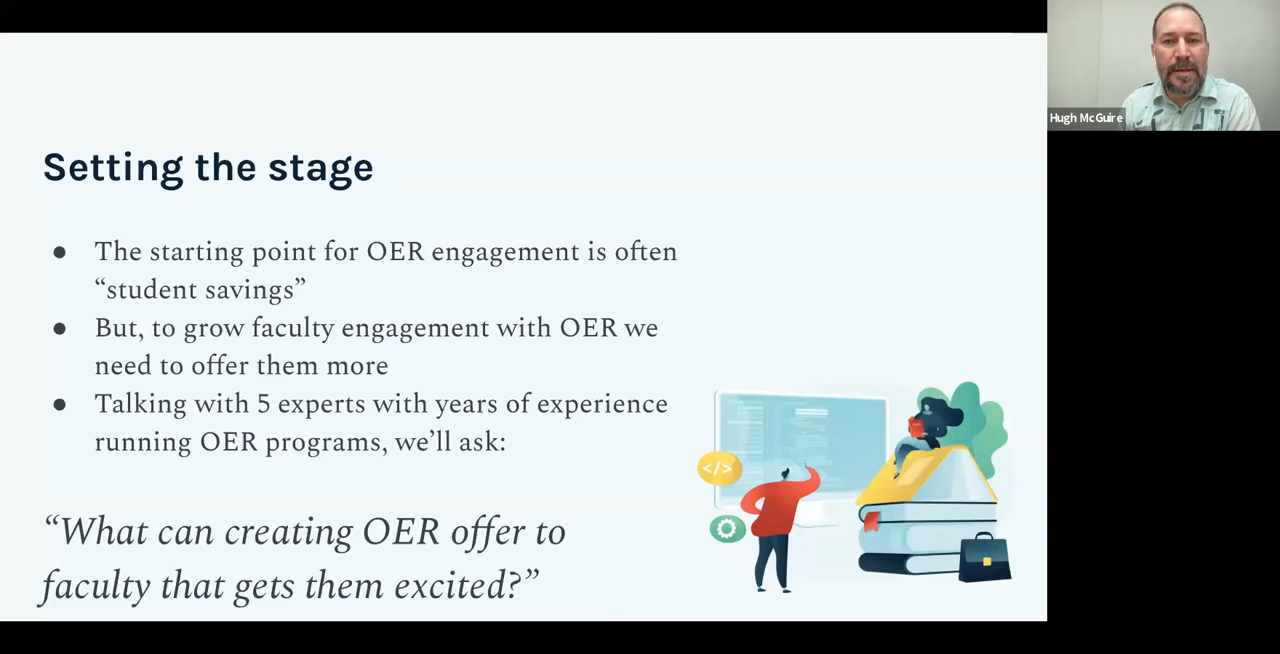 Setting the stage
● The starting point for OER engagement is often
“student savings”
● But, to grow faculty engagement with OER we
need to offer them more
● Talking with 5 experts with years of experience
running OER programs, we’ll ask:
“What can creating OER offer to
faculty that gets them excited?”
</>
Hugh McGuire